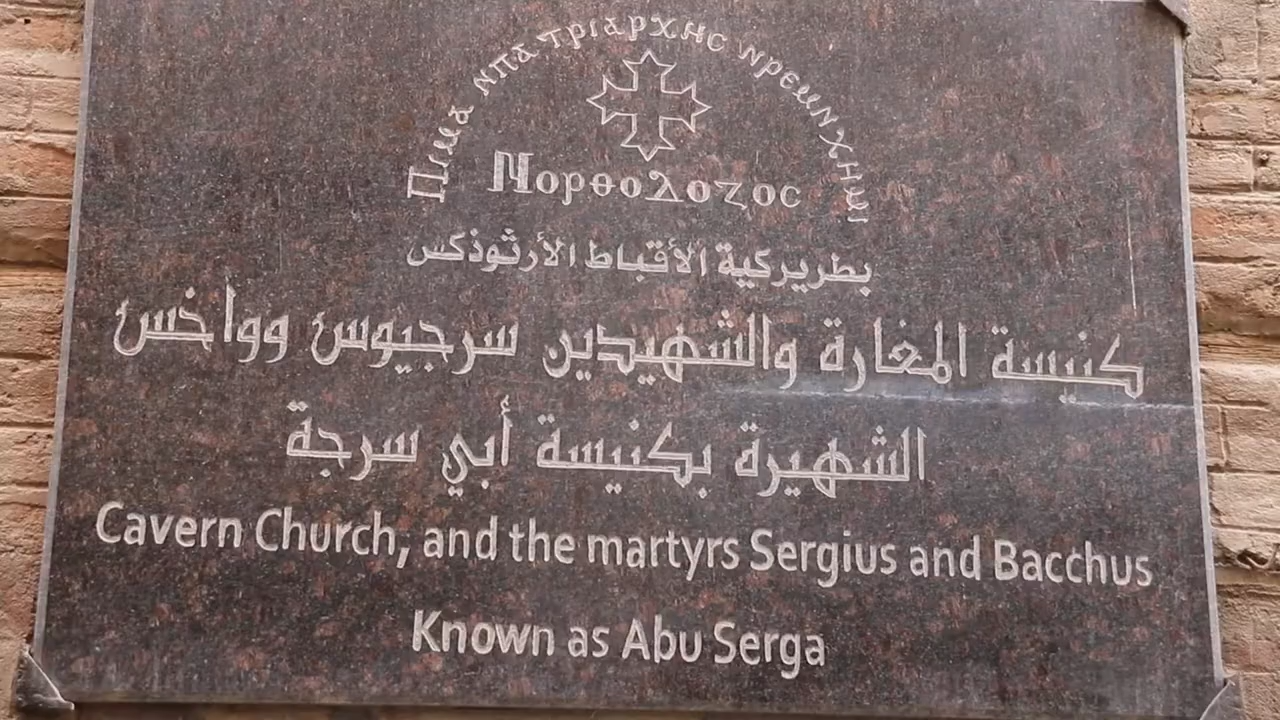 Ⲡⲓⲙⲁ ⲙⲡⲁⲧⲣⲓⲁⲣⲭⲏⲥ ⲛⲣⲉⲙⲛⲭⲏⲙⲓ
Ⲛⲟⲣⲑⲟⲇⲟⲝⲟⲥ
بطريركية الأقباط الأرثوذكس
كنيسة المغارة والشهيدين سرجيوس وواخس
الشهيرة بكنيسة أبي سرجة
Cavern Church, and the martyrs Sergius and Bacchus
Known as Abu Serga